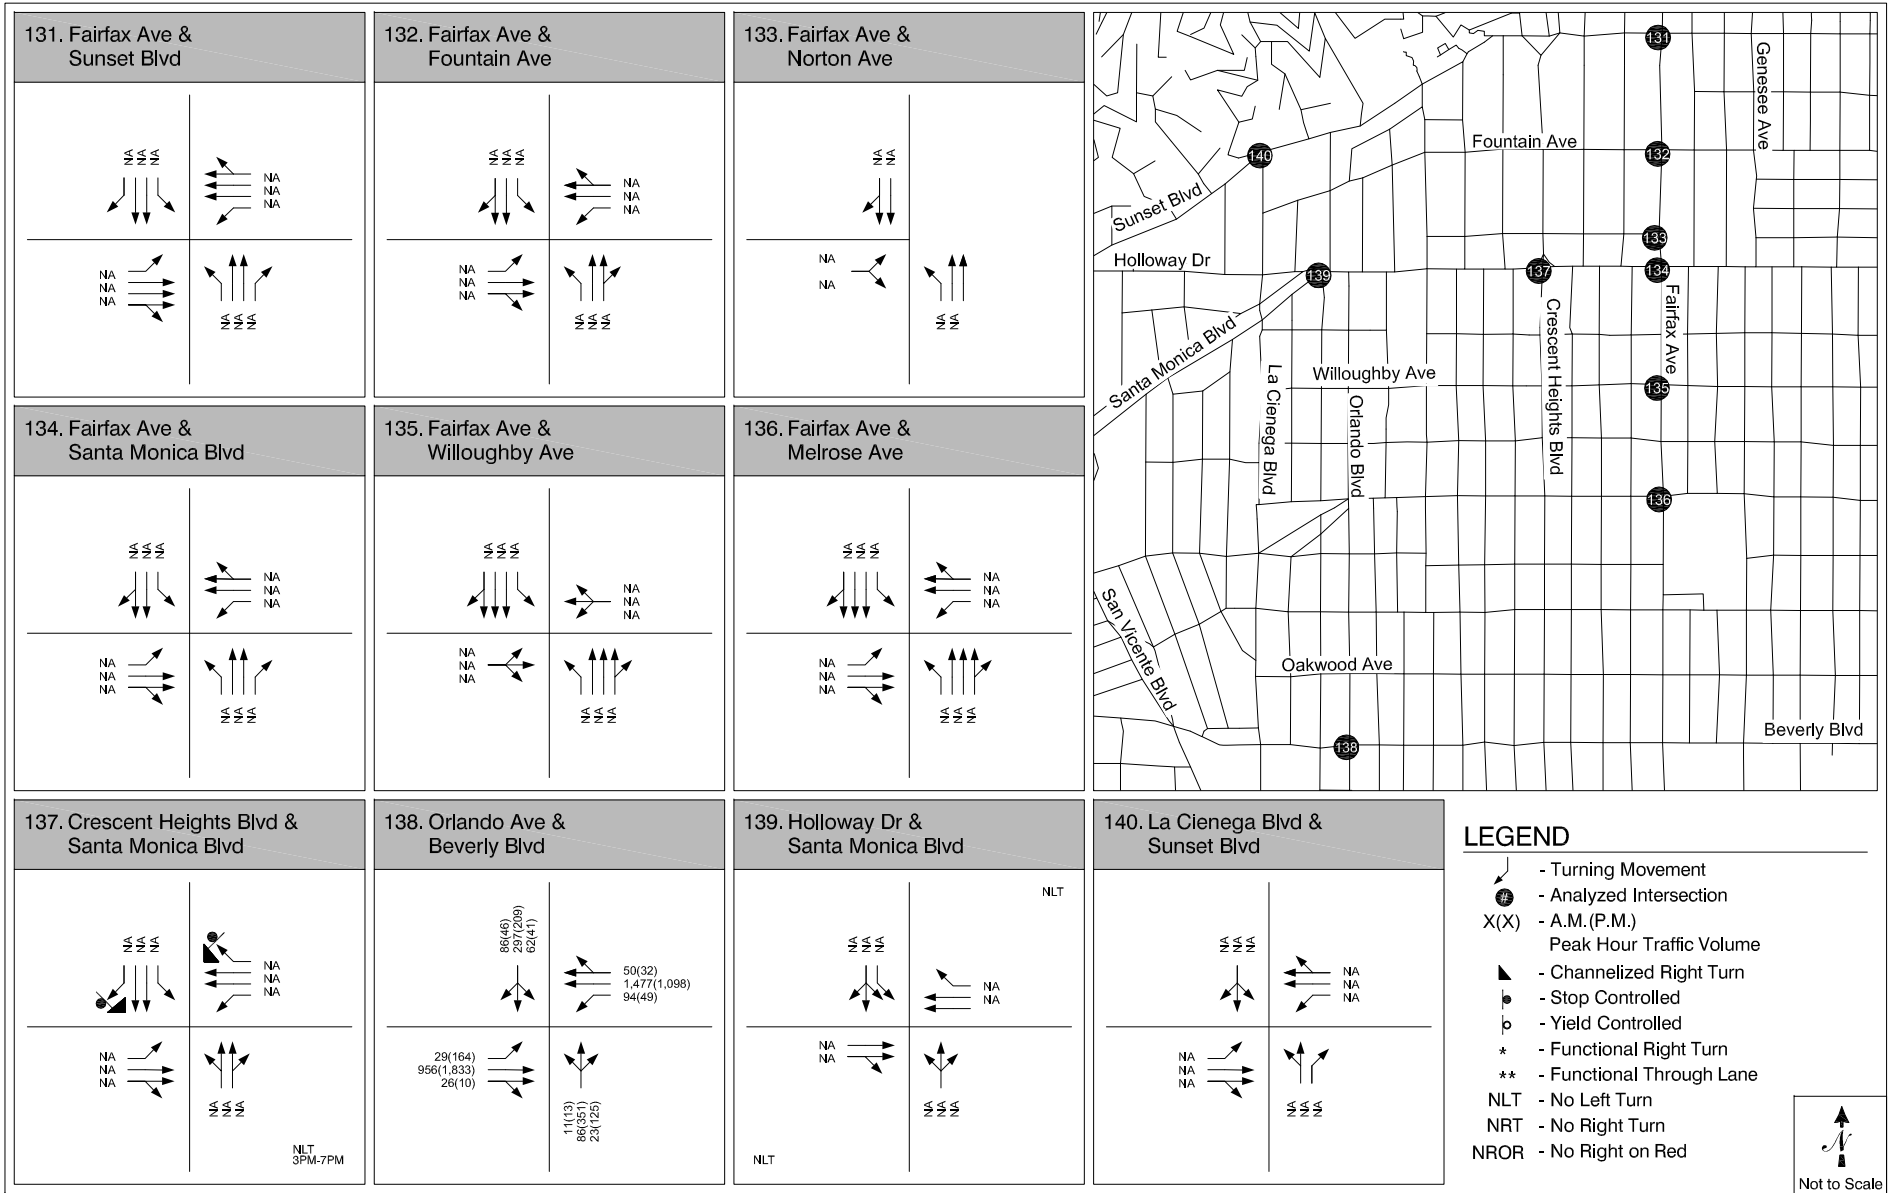 131. Fairfax Ave &
Sunset Blvd
NA NA NA
NA
NA
NA
NA
NA
NA
NA NA NA
132. Fairfax Ave &
Fountain Ave
NA NA NA
NA
NA
NA
NA
NA
NA
NA NA NA
133. Fairfax Ave &
Norton Ave
NA NA
NA
NA
NA NA
134. Fairfax Ave &
Santa Monica Blvd
NA NA NA
NA
NA
NA
NA
NA
NA
NA NA NA
135. Fairfax Ave &
Willoughby Ave
NA NA NA
NA
NA
NA
NA
NA
NA
NA NA NA
136. Fairfax Ave &
Melrose Ave
NA NA NA
NA
NA
NA
NA
NA
NA
NA NA NA
137. Crescent Heights Blvd &
Santa Monica Blvd
NA NA NA
NA
NA
NA
NA
NA
NA
NA NA NA
NLT
3PM-7PM
138. Orlando Ave &
Beverly Blvd
86(46)
297(209)
62(41)
50(32)
1,477(1,098)
94(49)
29(164)
956(1,833)
26(10)
11(13)
86(351)
23(125)
139. Holloway Dr &
Santa Monica Blvd
NLT
NA NA NA
NA
NA
NA
NA
NA NA NA
NLT
140. La Cienega Blvd &
Sunset Blvd
NA NA NA
NA
NA
NA
NA
NA
NA
NA NA NA
131
Genesee Ave
Fountain Ave
132
140
Sunset Blvd
133
Holloway Dr
139
137
134
Santa Monica Blvd
La Cienega Blvd
Willoughby Ave
Orlando Blvd
Crescent Heights Blvd
Fairfax Ave
135
136
San Vicente Blvd
Oakwood Ave
Beverly Blvd
138
LEGEND
- Turning Movement
# - Analyzed Intersection
X(X) - A.M.(P.M.)
Peak Hour Traffic Volume
- Channelized Right Turn
- Stop Controlled
- Yield Controlled
* - Functional Right Turn
** - Functional Through Lane
NLT - No Left Turn
NRT - No Right Turn
NROR - No Right on Red
N
Not to Scale